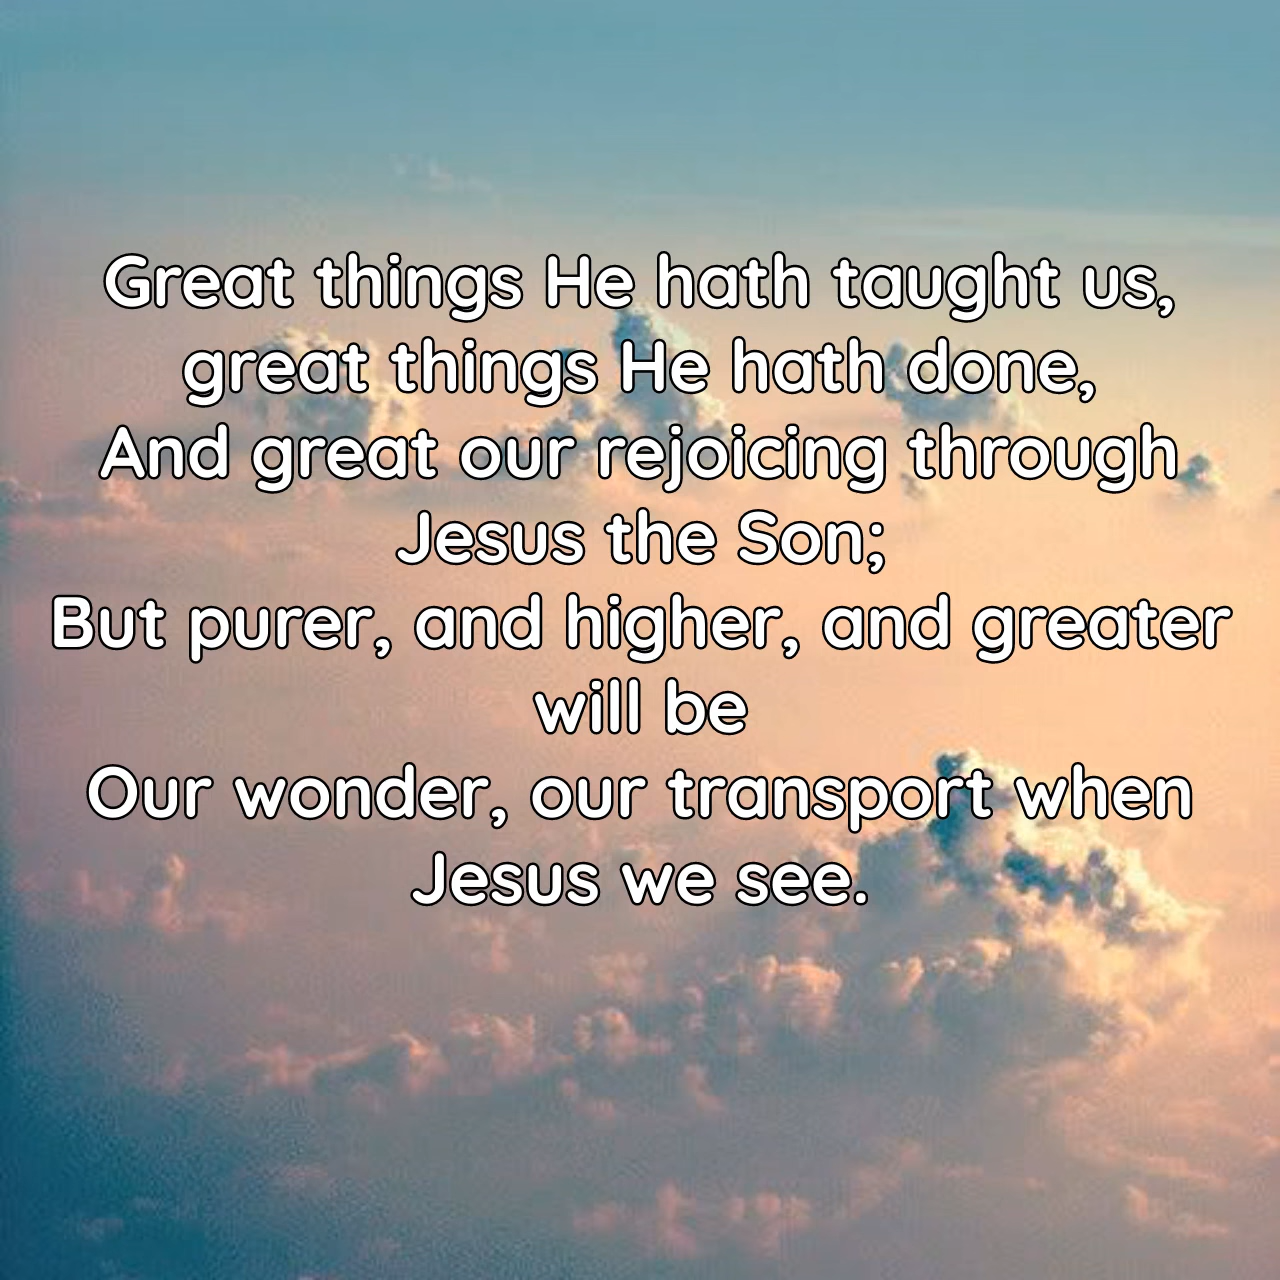 Great things He hath taught us,
great things He hath done,
And great our rejoicing through
Jesus the Son;
But purer, and higher, and greater
will be
Our wonder, our transport when
Jesus we see.